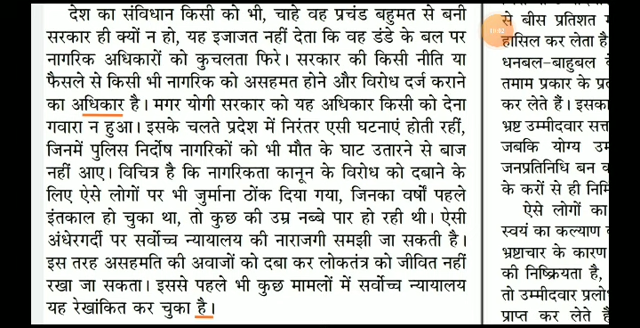 देश का संविधान किसी को भी, चाहे वह प्रचंड बहुमत से बनी
सरकार ही क्यों न हो, यह इजाजत नहीं देता कि वह डंडे के बल पर
नागरिक अधिकारों को कुचलता फिरे। सरकार की किसी नीति या
फैसले से किसी भी नागरिक को असहमत होने और विरोध दर्ज कराने
का अधिकार है। मगर योगी सरकार को यह अधिकार किसी को देना
गवारा न हुआ। इसके चलते प्रदेश में निरंतर एसी घटनाएं होती रहीं,
जिनमें पुलिस निर्दोष नागरिकों को भी मौत के घाट उतारने से बाज
नहीं आए। विचित्र है कि नागरिकता कानून के विरोध को दबाने के
लिए ऐसे लोगों पर भी जुर्माना ठोंक दिया गया, जिनका वर्षों पहले
इंतकाल हो चुका था, तो कुछ की उम्र नब्बे पार हो रही थी। ऐसी
अंधेरगर्दी पर सर्वोच्च न्यायालय की नाराजगी समझी जा सकती है।
इस तरह असहमति की अवाजों को दबा कर लोकतंत्र को जीवित नहीं
रखा जा सकता। इससे पहले भी कुछ मामलों में सर्वोच्च न्यायालय
यह रेखांकित कर चुका है।
से बीस प्रतिशत
हासिल कर लेता है
धनबल-बाहुबल
तमाम प्रकार के
कर लेते हैं। इसका
भ्रष्ट उम्मीदवार
जबकि योग्य
जनप्रतिनिधि बन
के करों से ही
ऐसे लोगों का
स्वयं का कल्याण
भ्रष्टाचार के कारण
की निष्क्रियता है,
तो उम्मीदवार
प्राप्त कर लेते